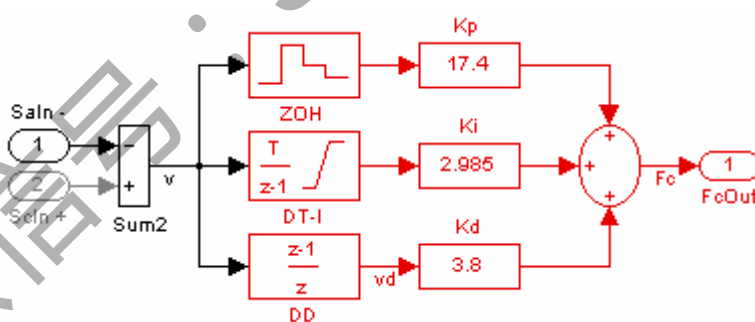 Kp
17.4
ZOH
SaIn -
1
-
v
T
z-1
DT-I
Ki
2.985
+
+
+
Fc
1
FcOut
2
+
ScIn +
Sum2
z-1
z
DD
vd
Kd
3.8